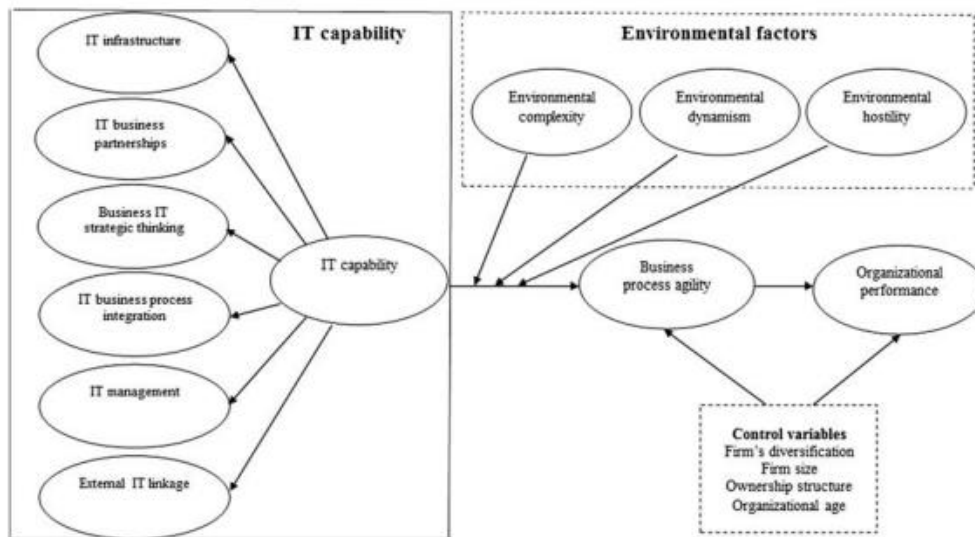 IT capability
IT infrastructure
IT business
partnerships
Business IT
strategic thinking
IT business process
integration
IT management
External IT linkage
IT capability
Environmental factors
Environmental
complexity
Environmental
dynamism
Environmental
hostility
Business
process agility
Organizational
performance
Control variables
Firm's diversification
Firm size
Ownership structure
Organizational age